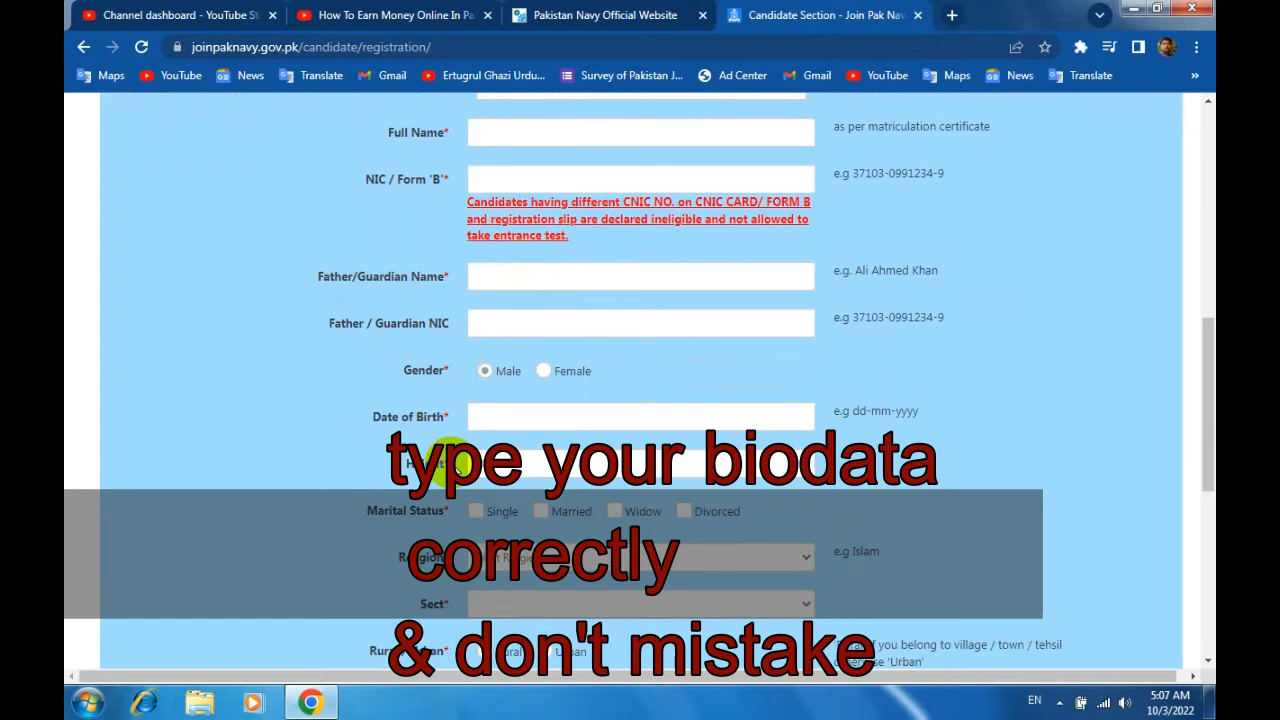 Channel dashboard - YouTube St
How To Earn Money Online In Pa
Pakistan Navy Official Website
Candidate Section - Join Pak Nav
joinpaknavy.gov.pk/candidate/registration/
Maps
YouTube
News
Translate
Gmail
Ertugrul Ghazi Urdu...
Survey of Pakistan J...
Ad Center
Gmail
YouTube
Maps
News
Translate
»
Full Name*
as per matriculation certificate
NIC / Form 'B'*
e.g 37103-0991234-9
Candidates having different CNIC NO. on CNIC CARD/ FORM B
and registration slip are declared ineligible and not allowed to
take entrance test.
Father/Guardian Name*
e.g. Ali Ahmed Khan
Father / Guardian NIC
e.g 37103-0991234-9
Gender*
Male
Female
Date of Birth*
e.g dd-mm-yyyy
type your biodata
Marital Status*
Single
Married
Widow
Divorced
correctly
e.g Islam
Sect*
& don't mistake
you belong to village / town / tehsil
'Urban'
EN
5:07 AM
10/3/2022